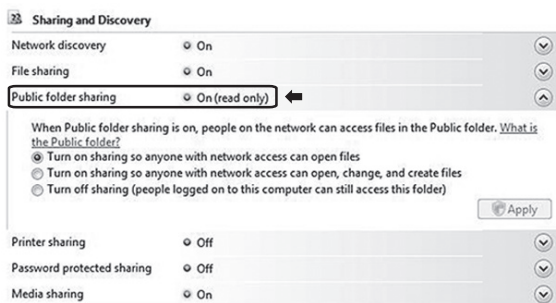 Sharing and Discovery
Network discovery On
File sharing On
Public folder sharing On (read only)
When Public folder sharing is on, people on the network can access files in the Public folder. What is
the Public folder?
Turn on sharing so anyone with network access can open files
Turn on sharing so anyone with network access can open, change, and create files
Turn off sharing (people logged on to this computer can still access this folder)
Apply
Printer sharing Off
Password protected sharing Off
Media sharing On